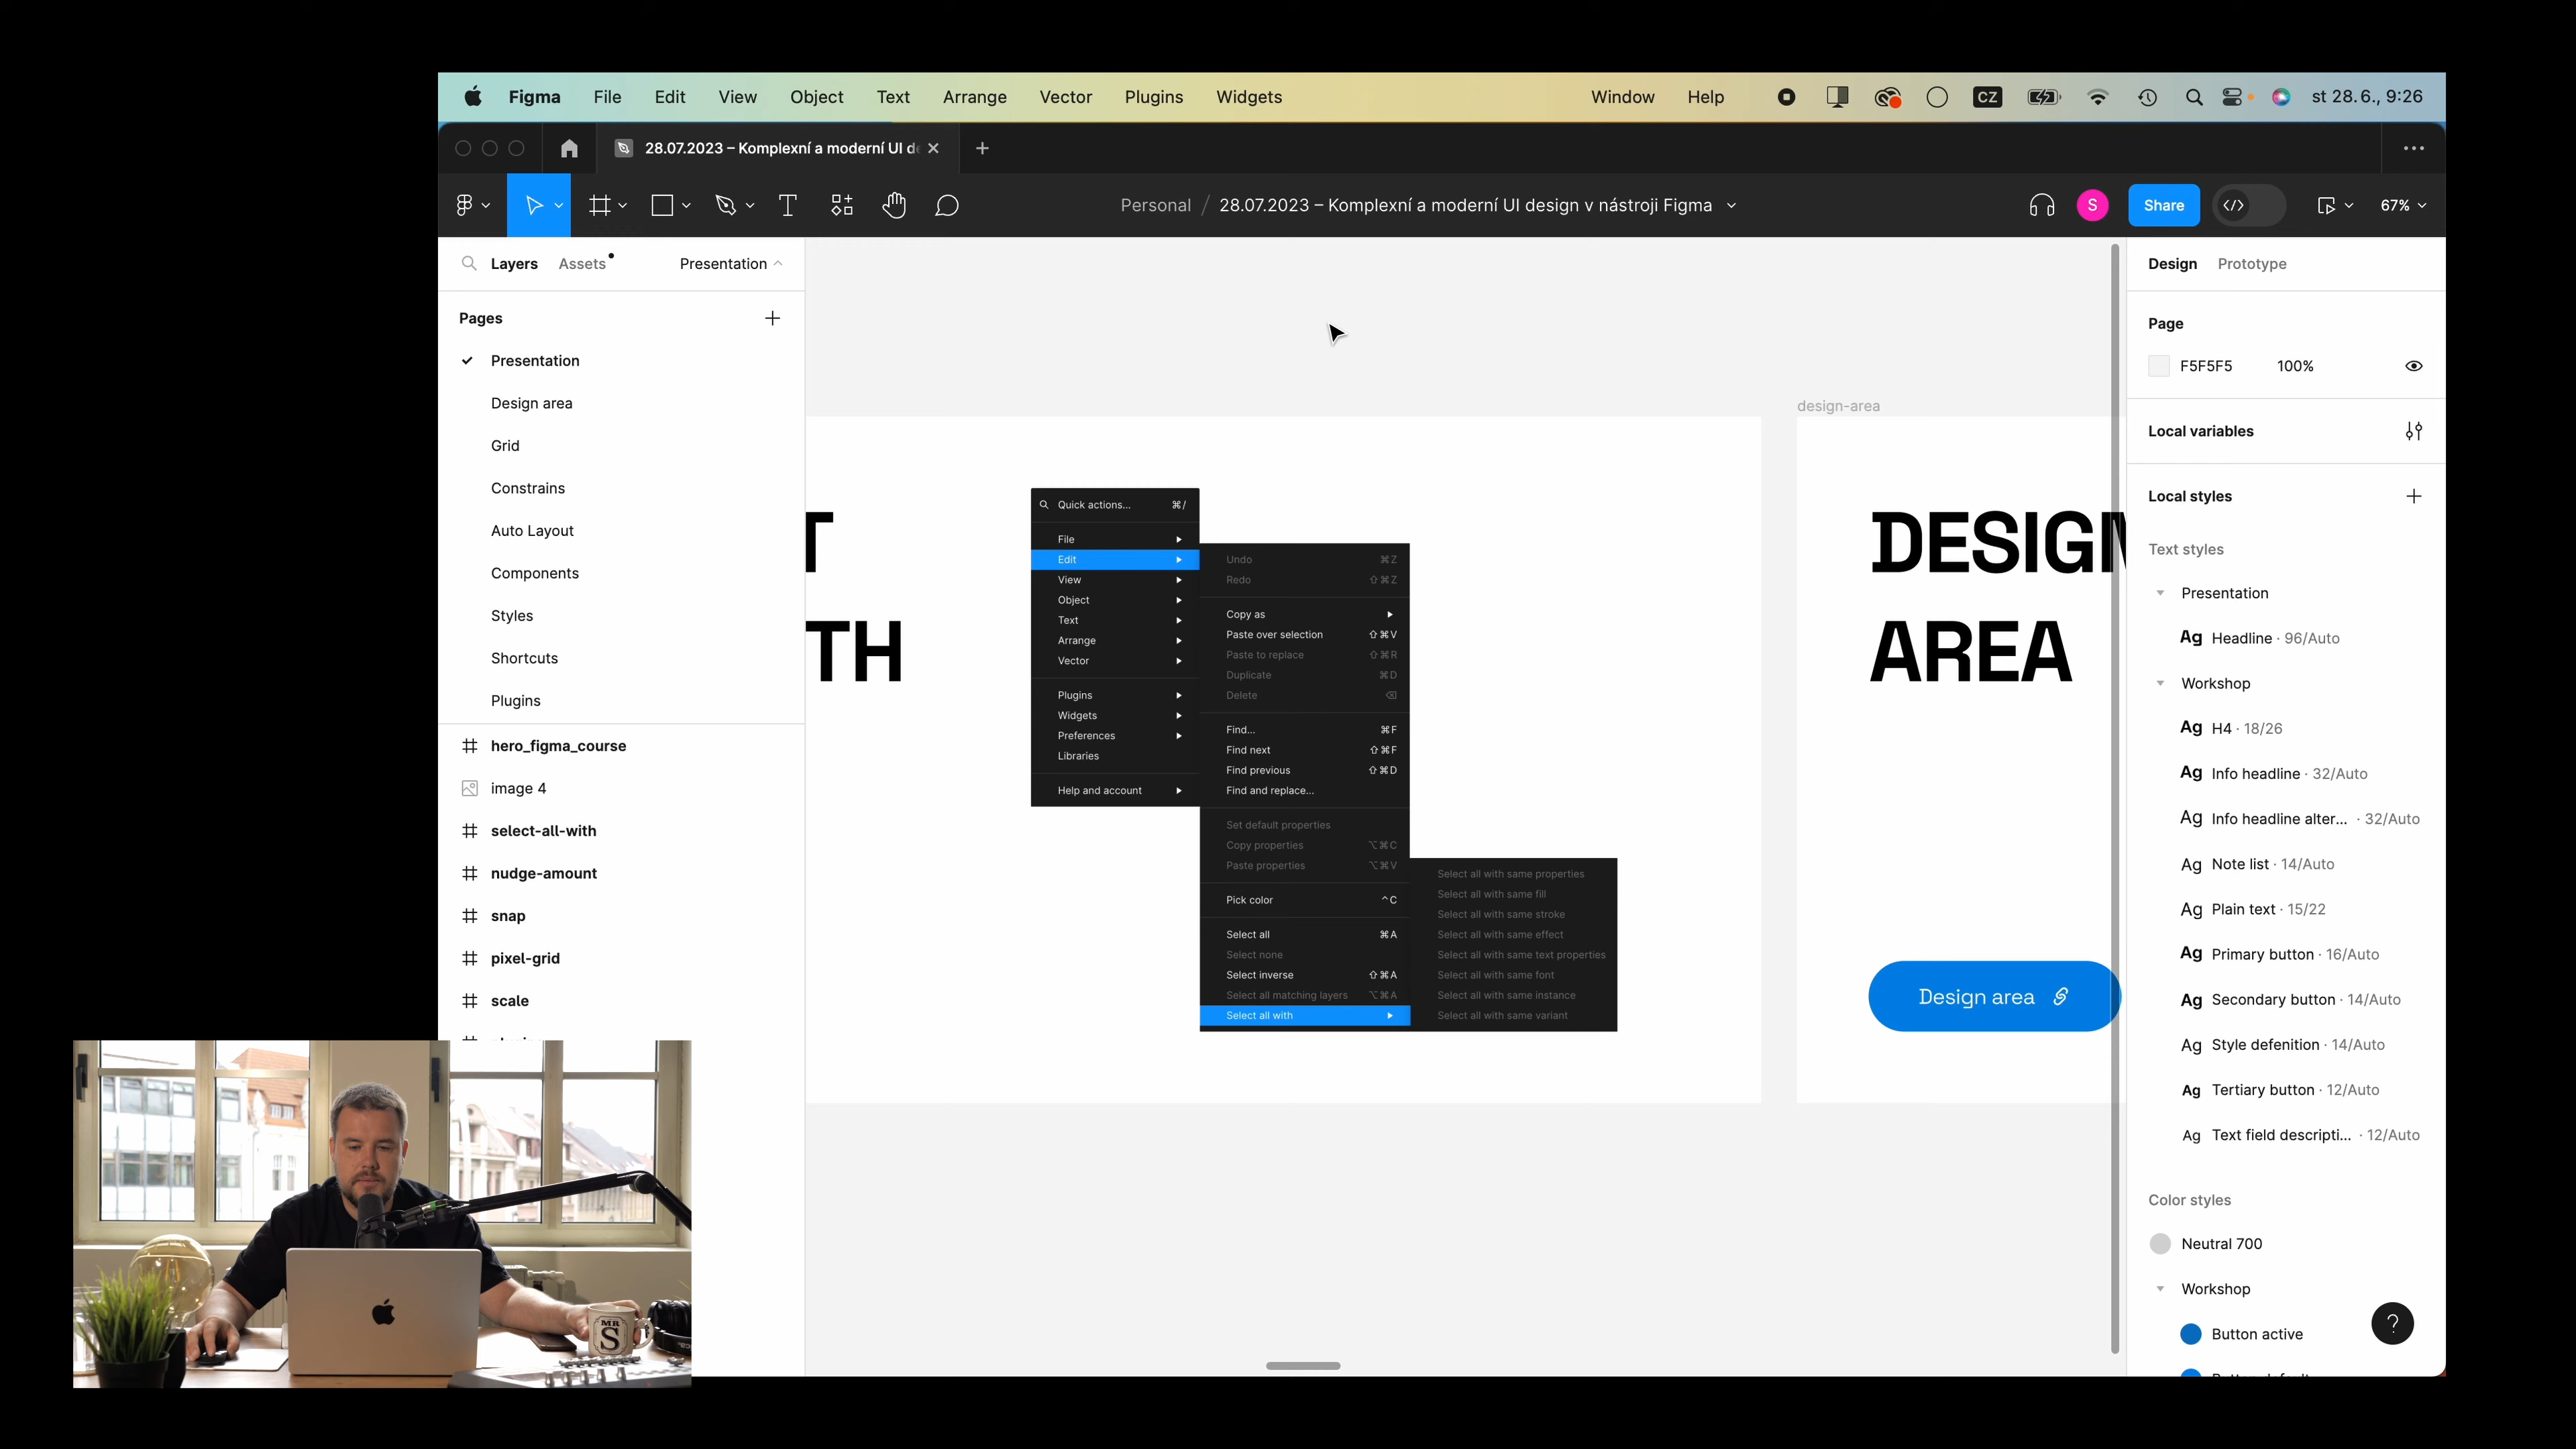 Figma File Edit View Object Text Arrange Vector Plugins Widgets Window Help CZ st 28.6., 9:26
28.07.2023 – Komplexní a moderní UI d
Personal / 28.07.2023 – Komplexní a moderní UI design v nástroji Figma S Share 67%
Layers Assets Presentation
Pages
Presentation
Design area
Grid
Constrains
Auto Layout
Components
Styles
Shortcuts
Plugins
hero_figma_course
image 4
select-all-with
nudge-amount
snap
pixel-grid
scale
T
TH
Quick actions... ⌘/
File
Edit
View
Object
Text
Arrange
Vector
Plugins
Widgets
Preferences
Libraries
Help and account
Undo ⌘Z
Redo ⇧⌘Z
Copy as
Paste over selection ⇧⌘V
Paste to replace ⇧⌘R
Duplicate ⌘D
Delete ⌫
Find... ⌘F
Find next ⇧⌘F
Find previous ⇧⌘D
Find and replace...
Set default properties
Copy properties ⌥⌘C
Paste properties ⌥⌘V
Pick color ^C
Select all ⌘A
Select none
Select inverse ⇧⌘A
Select all matching layers ⌥⌘A
Select all with
Select all with same properties
Select all with same fill
Select all with same stroke
Select all with same effect
Select all with same text properties
Select all with same font
Select all with same instance
Select all with same variant
design-area
DESIGN
AREA
Design area
Design Prototype
Page
F5F5F5 100%
Local variables
Local styles
Text styles
Presentation
Ag Headline · 96/Auto
Workshop
Ag H4 · 18/26
Ag Info headline · 32/Auto
Ag Info headline alter... · 32/Auto
Ag Note list · 14/Auto
Ag Plain text · 15/22
Ag Primary button · 16/Auto
Ag Secondary button · 14/Auto
Ag Style defenition · 14/Auto
Ag Tertiary button · 12/Auto
Ag Text field descripti... · 12/Auto
Color styles
Neutral 700
Workshop
Button active
?
MR
S